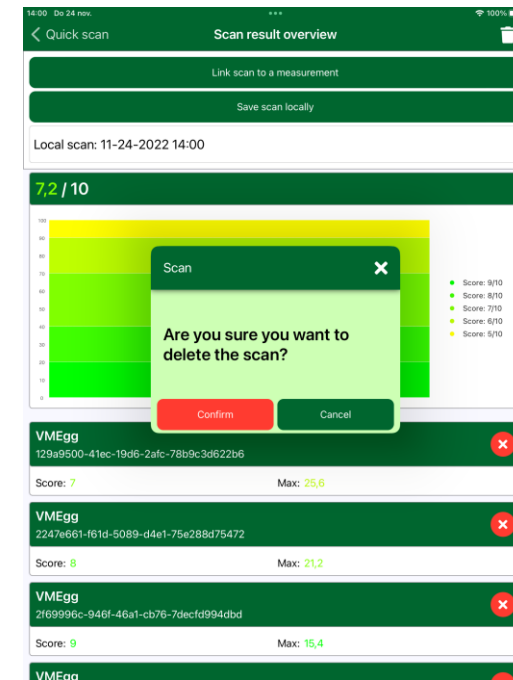 14:00 Do 24 nov.
100%
Quick scan
Scan result overview
Link scan to a measurement
Save scan locally
Local scan: 11-24-2022 14:00
7,2 / 10
100
90
80
70
60
50
40
30
20
10
0
Score: 9/10
Score: 8/10
Score: 7/10
Score: 6/10
Score: 5/10
Scan
Are you sure you want to
delete the scan?
Confirm
Cancel
VMEgg
129a9500-41ec-19d6-2afc-78b9c3d622b6
Score: 7
Max: 25,6
VMEgg
2247e661-f61d-5089-d4e1-75e288d75472
Score: 8
Max: 21,2
VMEgg
2f69996c-946f-46a1-cb76-7decfd994dbd
Score: 9
Max: 15,4
VMEgg